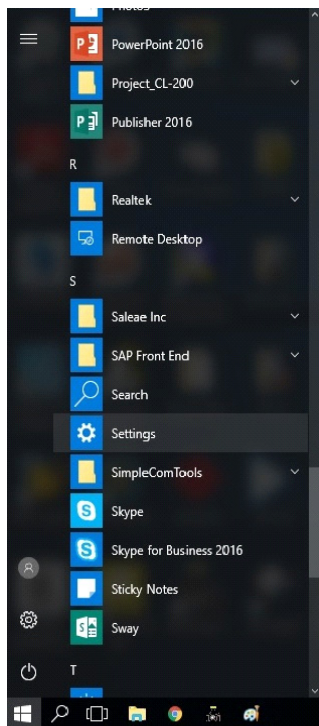 Photos
PowerPoint 2016
Project_CL-200
Publisher 2016
R
Realtek
Remote Desktop
S
Saleae Inc
SAP Front End
Search
Settings
SimpleComTools
Skype
Skype for Business 2016
Sticky Notes
Sway
T